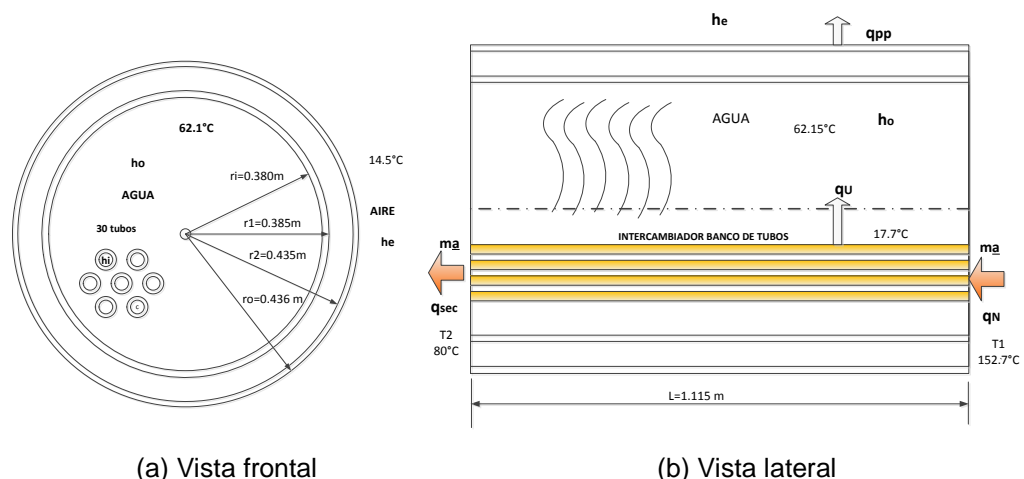 62.1°C
ho
AGUA
30 tubos
hi
c
ri=0.380m
r1=0.385m
r2=0.435m
ro=0.436 m
14.5°C
AIRE
he
(a) Vista frontal
he
qpp
AGUA
62.15°C
ho
qU
INTERCAMBIADOR BANCO DE TUBOS
17.7°C
ma
ma
qsec
qN
T2
80°C
T1
152.7°C
L=1.115 m
(b) Vista lateral